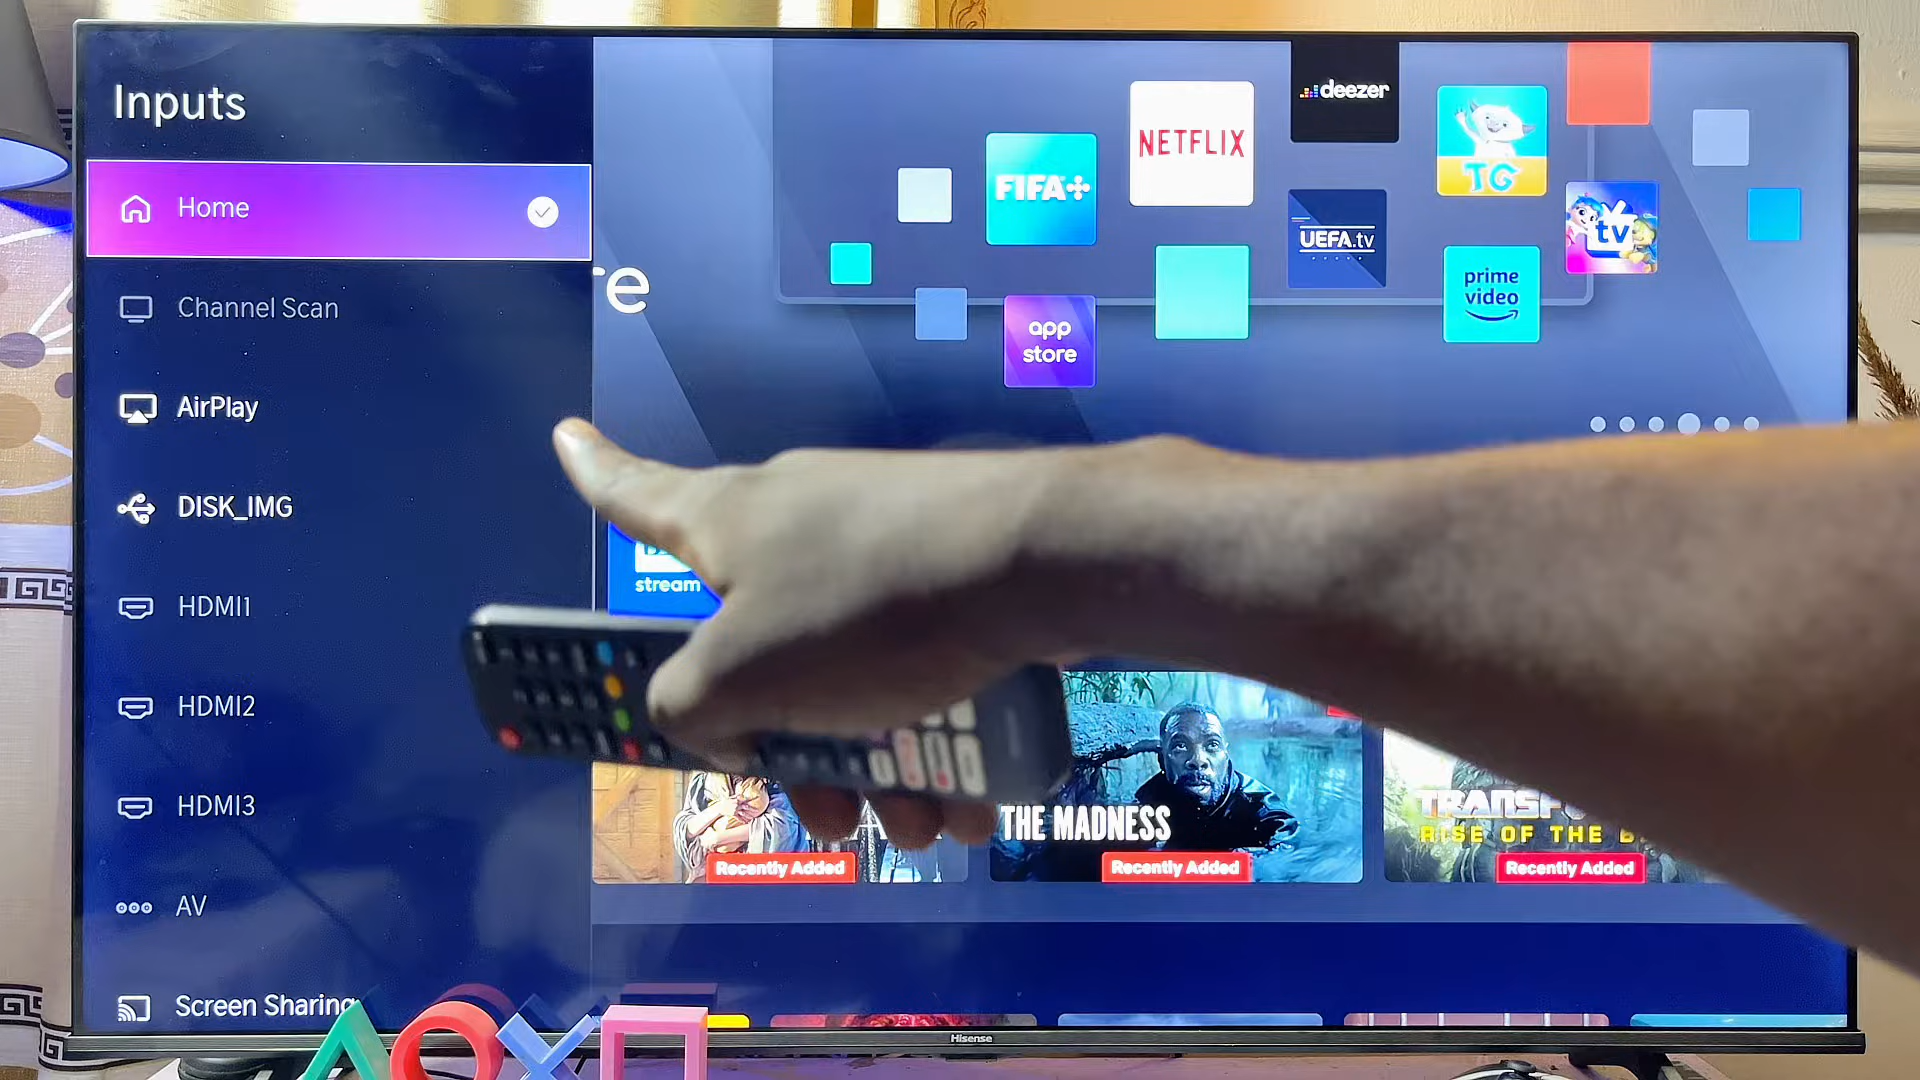 Inputs
Home
Channel Scan
AirPlay
DISK_IMG
HDMI1
HDMI2
HDMI3
AV
Screen Sharing
re
deezer
NETFLIX
FIFA+
TG
UEFA.tv
tv
prime
video
app
store
stream
THE MADNESS
RISE OF THE B
Recently Added
Recently Added
Recently Added
Hisense